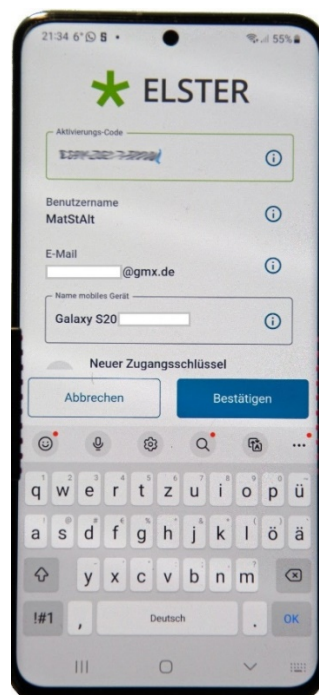 21:34 6° 55%
ELSTER
Aktivierungs-Code
Benutzername
MatStAlt
E-Mail
@gmx.de
Name mobiles Gerät
Galaxy S20
Neuer Zugangsschlüssel
Abbrechen Bestätigen
q w e r t z u i o p ü
a s d f g h j k l ö ä
y x c v b n m
!#1 , Deutsch . OK